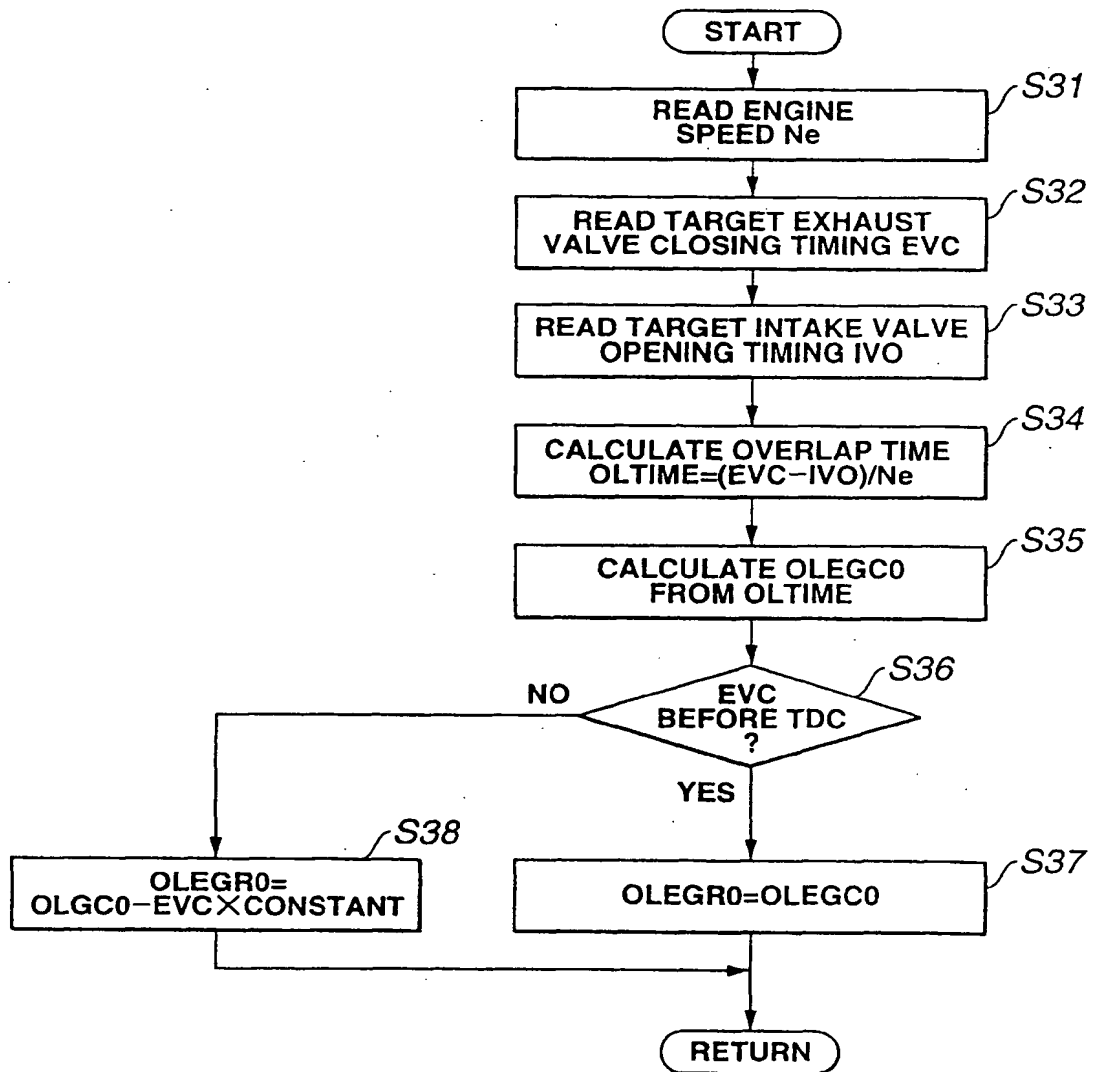 START
S31
READ ENGINE
SPEED Ne
S32
READ TARGET EXHAUST
VALVE CLOSING TIMING EVC
S33
READ TARGET INTAKE VALVE
OPENING TIMING IVO
S34
CALCULATE OVERLAP TIME
OLTIME=(EVC−IVO)/Ne
S35
CALCULATE OLEGC0
FROM OLTIME
S36
NO
EVC
BEFORE TDC
?
YES
S38
OLEGR0=
OLGC0−EVC×CONSTANT
S37
OLEGR0=OLEGC0
RETURN